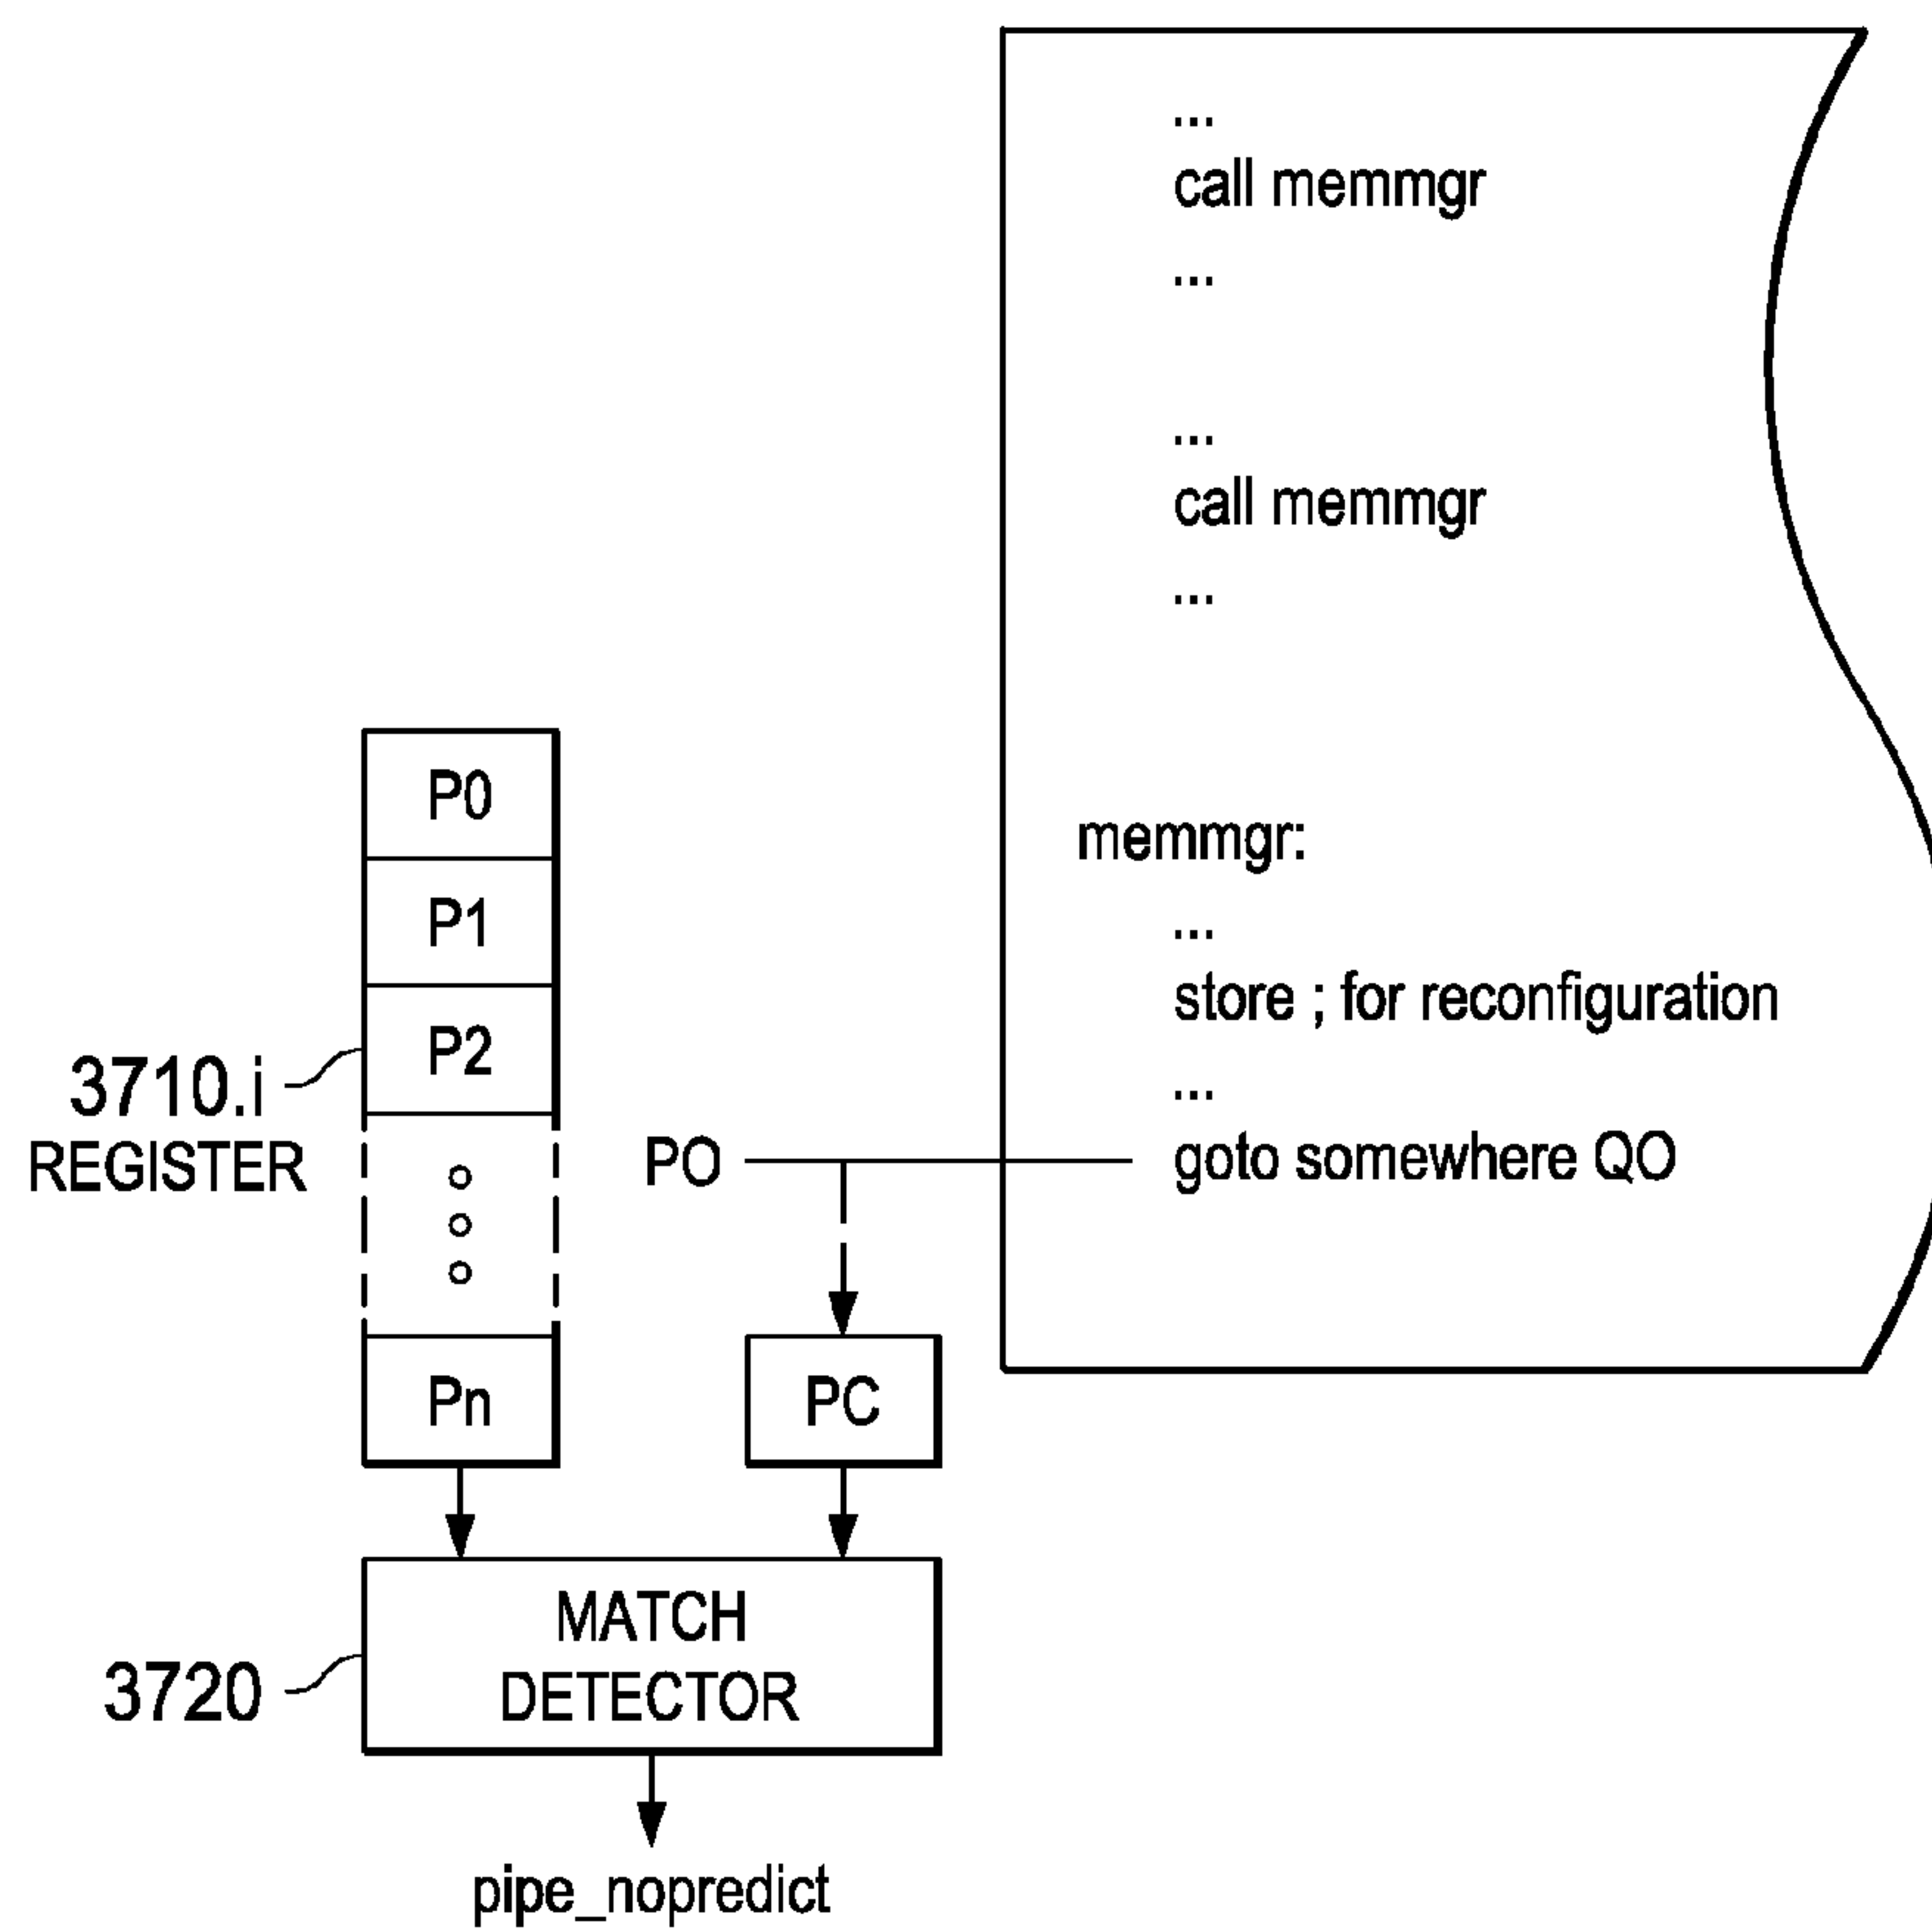 ...
call memmgr
...
...
call memmgr
...
memmgr:
...
store ; for reconfiguration
...
goto somewhere QO
P0
P1
P2
3710.i
REGISTER
PO
Pn
PC
MATCH
DETECTOR
3720
pipe_nopredict